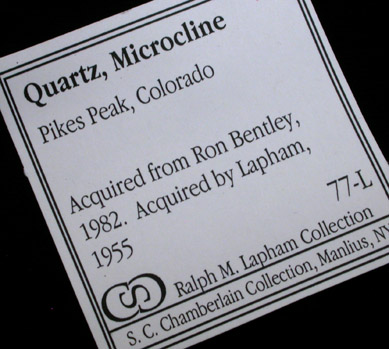 Quartz, Microcline
Pikes Peak, Colorado
Acquired from Ron Bentley,
1982. Acquired by Lapham,
1955
77-L
Ralph M. Lapham Collection
S. C. Chamberlain Collection, Manlius, NY